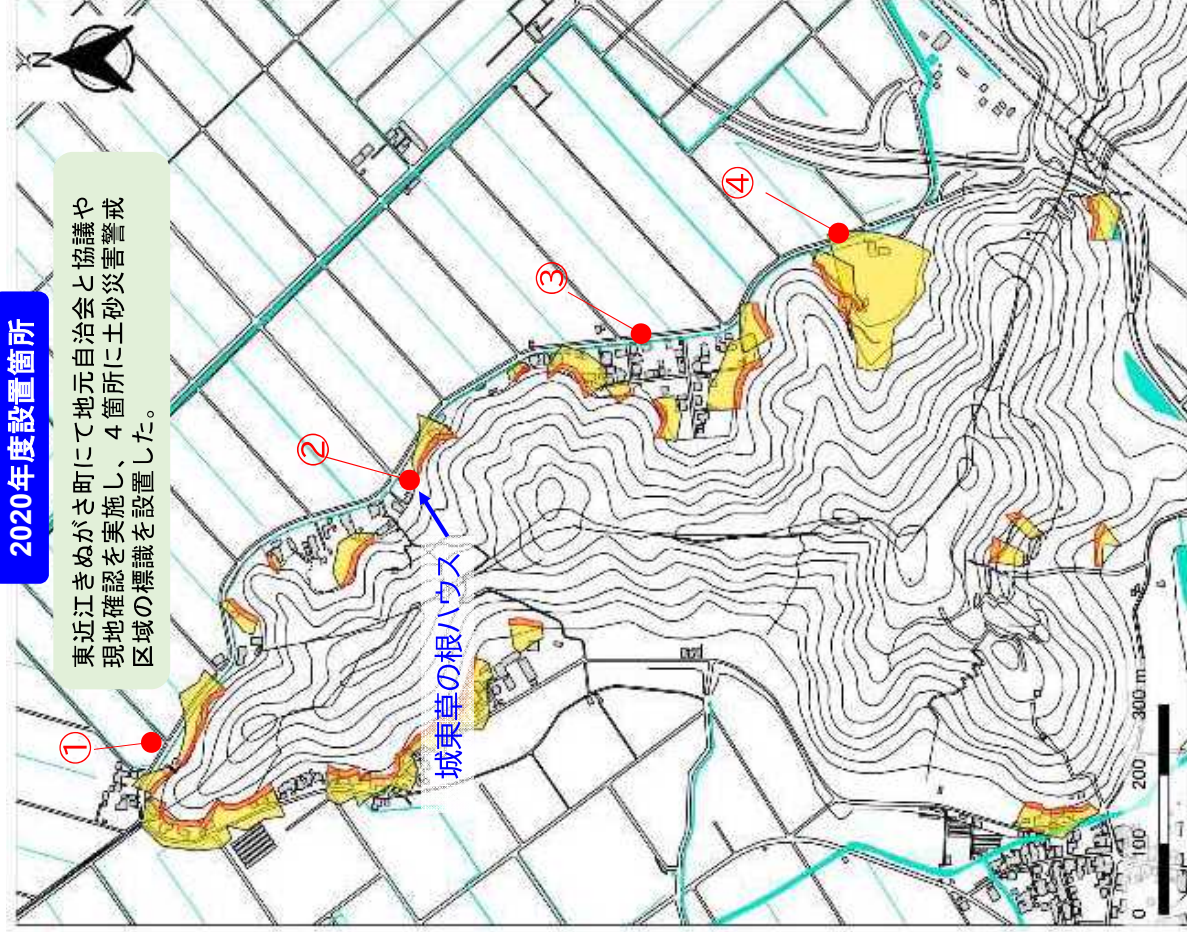 2020年度設置箇所
東近江きぬがさ町にて地元自治会と協議や
現地確認を実施し、４箇所に土砂災害警戒
区域の標識を設置した。
N
①
②
③
④
城東草の根ハウス
0 100 200 300 m